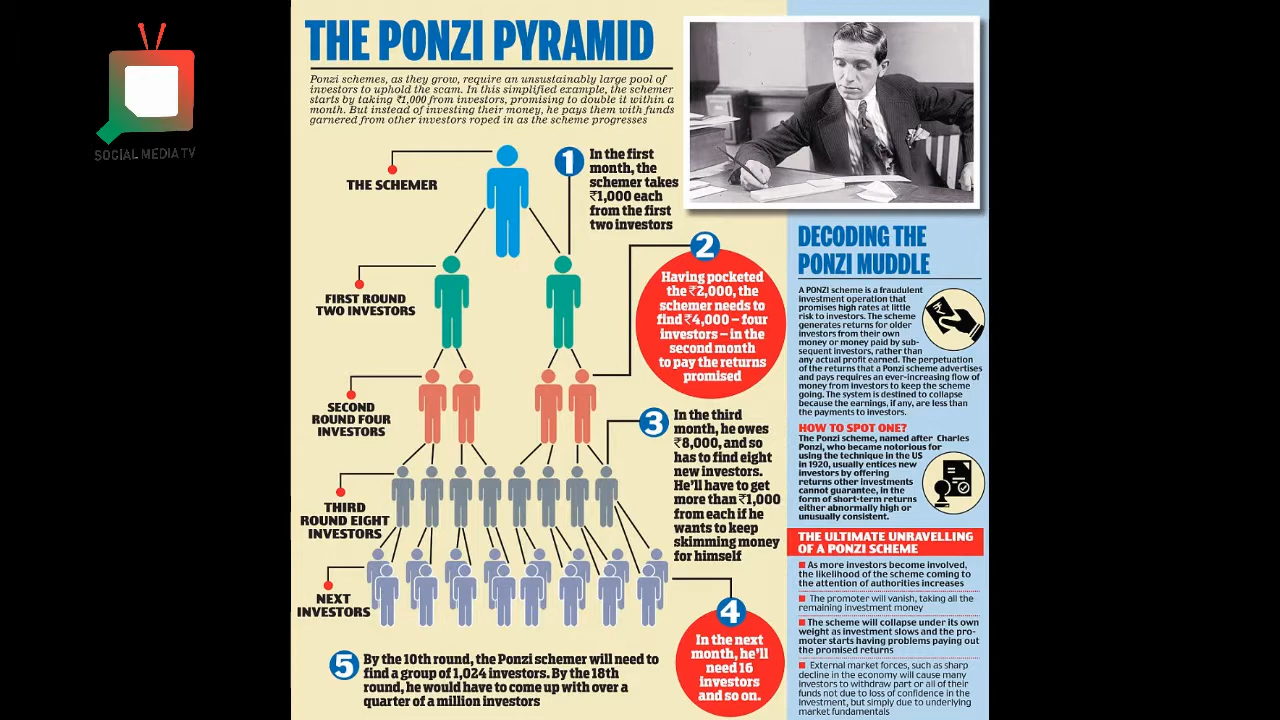 SOCIAL MEDIA TV
THE PONZI PYRAMID
Ponzi schemes, as they grow, require an unsustainably large pool of
investors to uphold the scam. In this simplified example, the schemer
starts by taking ₹1,000 from investors, promising to double it within a
month. But instead of investing their money, he pays them with funds
garnered from other investors roped in as the scheme progresses
THE SCHEMER
1
In the first
month, the
schemer takes
₹1,000 each
from the first
two investors
FIRST ROUND
TWO INVESTORS
2
Having pocketed
the ₹2,000, the
schemer needs to
find ₹4,000 – four
investors – in the
second month
to pay the returns
promised
SECOND
ROUND FOUR
INVESTORS
3
In the third
month, he owes
₹8,000, and so
has to find eight
new investors.
He'll have to get
more than ₹1,000
from each if he
wants to keep
skimming money
for himself
THIRD
ROUND EIGHT
INVESTORS
NEXT
INVESTORS
4
In the next
month, he'll
need 16
investors
and so on.
5
By the 10th round, the Ponzi schemer will need to
find a group of 1,024 investors. By the 18th
round, he would have to come up with over a
quarter of a million investors
DECODING THE
PONZI MUDDLE
A PONZI scheme is a fraudulent
investment operation that
promises high rates at little
risk to investors. The scheme
generates returns for older
investors from their own
money or money paid by sub-
sequent investors, rather than
any actual profit earned. The perpetuation
of the returns that a Ponzi scheme advertises
and pays requires an ever-increasing flow of
money from investors to keep the scheme
going. The system is destined to collapse
because the earnings, if any, are less than
the payments to investors.
HOW TO SPOT ONE?
The Ponzi scheme, named after Charles
Ponzi, who became notorious for
using the technique in the US
in 1920, usually entices new
investors by offering
returns other investments
cannot guarantee, in the
form of short-term returns
either abnormally high or
unusually consistent.
THE ULTIMATE UNRAVELLING
OF A PONZI SCHEME
As more investors become involved,
the likelihood of the scheme coming to
the attention of authorities increases
The promoter will vanish, taking all the
remaining investment money
The scheme will collapse under its own
weight as investment slows and the pro-
moter starts having problems paying out
the promised returns
External market forces, such as sharp
decline in the economy will cause many
investors to withdraw part or all of their
funds not due to loss of confidence in the
investment, but simply due to underlying
market fundamentals